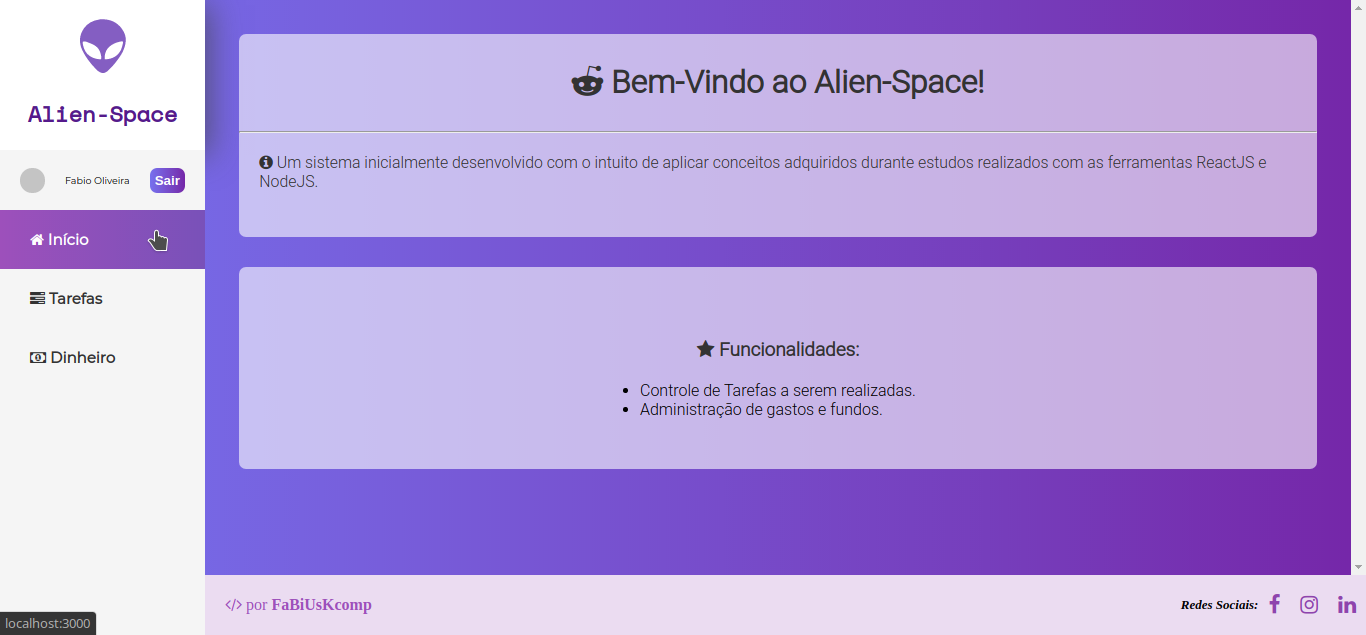 Alien-Space
Fabio Oliveira
Sair
Início
Tarefas
Dinheiro
Bem-Vindo ao Alien-Space!
Um sistema inicialmente desenvolvido com o intuito de aplicar conceitos adquiridos durante estudos realizados com as ferramentas ReactJS e
NodeJS.
Funcionalidades:
Controle de Tarefas a serem realizadas.
Administração de gastos e fundos.
</> por FaBiUsKcomp
Redes Sociais:
localhost:3000